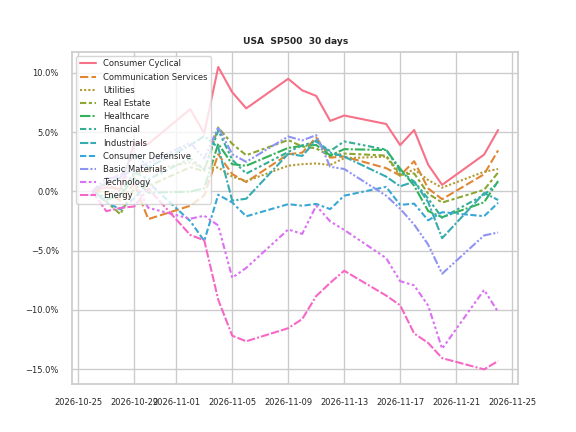 USA SP500 30 days
10.0%
5.0%
0.0%
−5.0%
−10.0%
−15.0%
Consumer Cyclical
Communication Services
Utilities
Real Estate
Healthcare
Financial
Industrials
Consumer Defensive
Basic Materials
Technology
Energy
2026-10-25 2026-10-29 2026-11-01 2026-11-05 2026-11-09 2026-11-13 2026-11-17 2026-11-21 2026-11-25